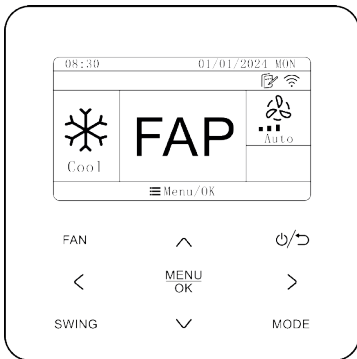 08:30 01/01/2024 MON
Cool FAP Auto
Menu/OK
FAN
MENU
OK
SWING MODE